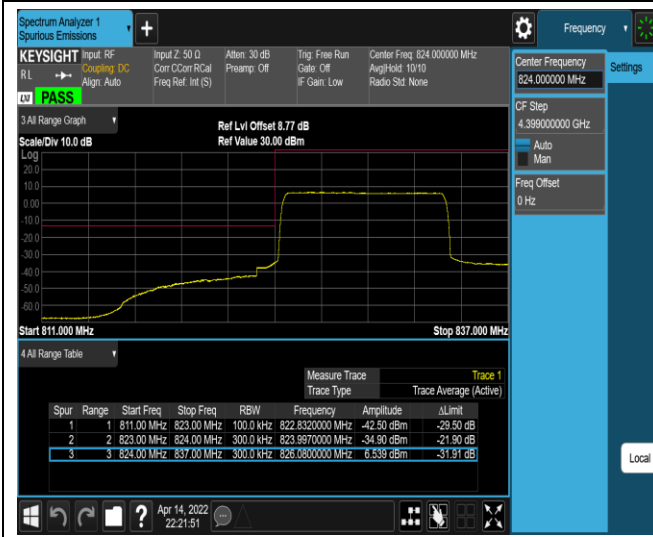 Spectrum Analyzer 1
Spurious Emissions
Frequency
KEYSIGHT
RL
Input: RF
Coupling: DC
Align: Auto
Input Z: 50 Ω
Corr CCorr RCal
Freq Ref: Int (S)
Atten: 30 dB
Preamp: Off
Trig: Free Run
Gate: Off
IF Gain: Low
Center Freq: 824.000000 MHz
Avg|Hold: 10/10
Radio Std: None
LXI PASS
Center Frequency
824.000000 MHz
Settings
CF Step
4.399000000 GHz
Auto
Man
Freq Offset
0 Hz
3 All Range Graph
Scale/Div 10.0 dB
Ref Lvl Offset 8.77 dB
Ref Value 30.00 dBm
Log
20.0
10.0
0.00
-10.0
-20.0
-30.0
-40.0
-50.0
-60.0
Start 811.000 MHz Stop 837.000 MHz
4 All Range Table
Measure Trace Trace 1
Trace Type Trace Average (Active)
Spur Range Start Freq Stop Freq RBW Frequency Amplitude ΔLimit
1 1 811.00 MHz 823.00 MHz 100.0 kHz 822.8320000 MHz -42.50 dBm -29.50 dB
2 2 823.00 MHz 824.00 MHz 300.0 kHz 823.9970000 MHz -34.90 dBm -21.90 dB
3 3 824.00 MHz 837.00 MHz 300.0 kHz 826.0800000 MHz 6.539 dBm -31.91 dB
Local
Apr 14, 2022
22:21:51